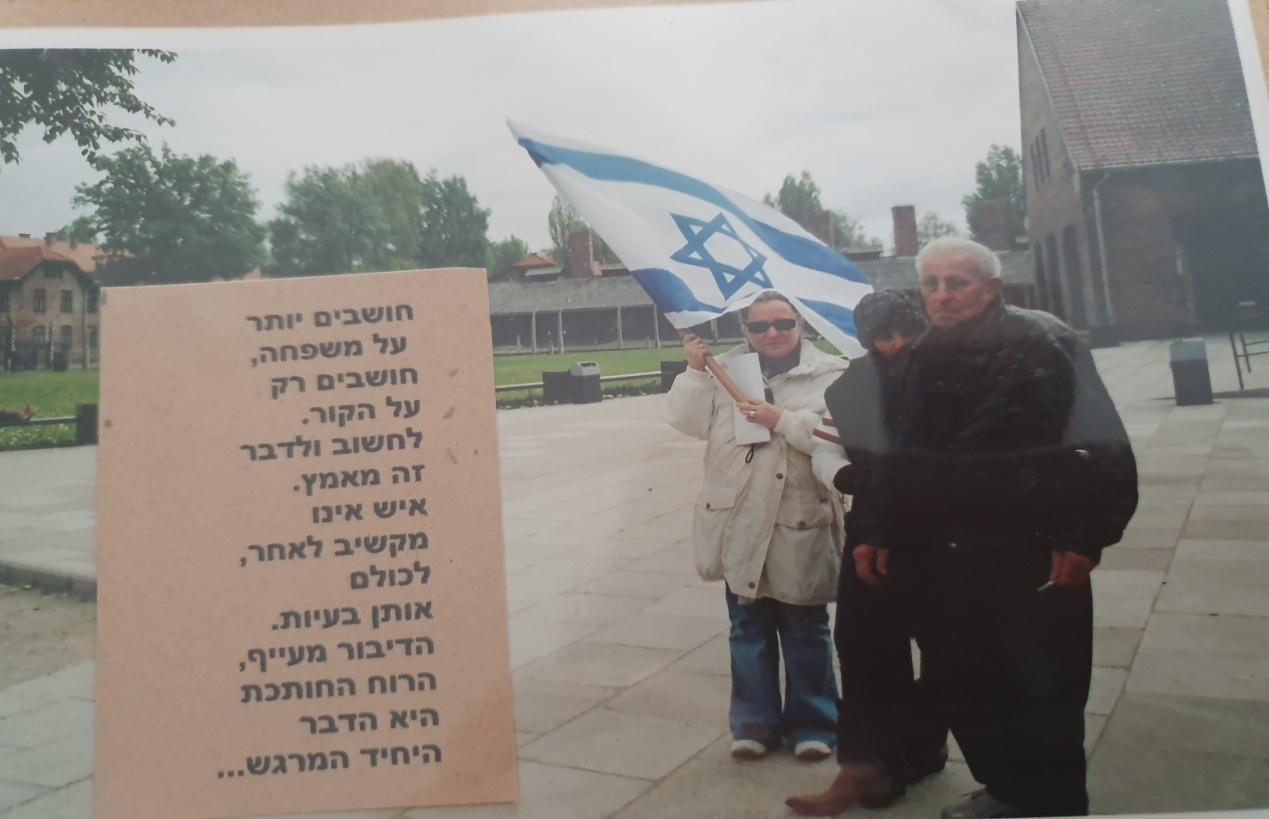 חושבים יותר
על משפחה,
חושבים רק
על הקור.
לחשוב ולדבר
זה מאמץ.
איש אינו
מקשיב לאחר,
לכולם
אותן בעיות.
הדיבור מעייף,
הרוח החותכת
היא הדבר
היחיד המרגש...